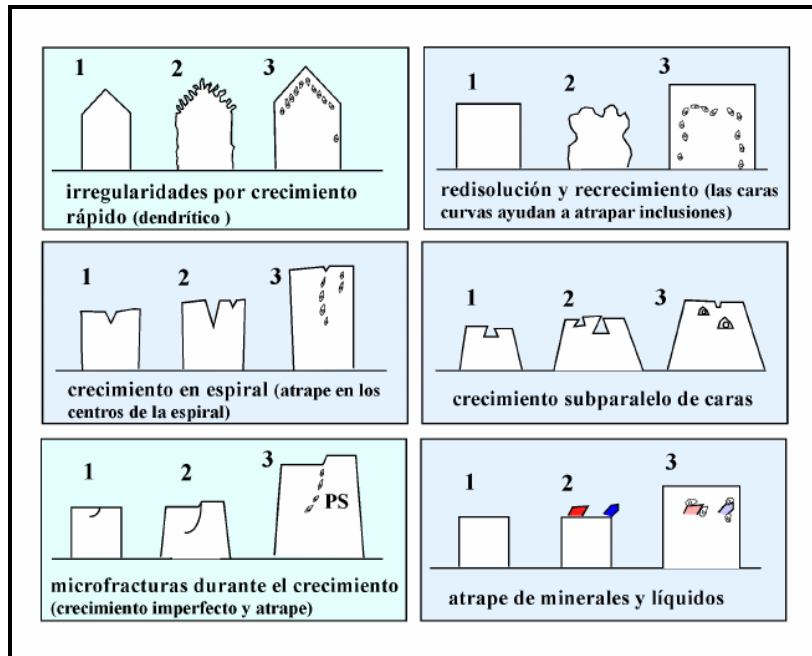 1 2 3
irregularidades por crecimiento
rápido (dendrítico )
1 2 3
redisolución y recrecimiento (las caras
curvas ayudan a atrapar inclusiones)
1 2 3
crecimiento en espiral (atrape en los
centros de la espiral)
1 2 3
crecimiento subparalelo de caras
1 2 3
PS
microfracturas durante el crecimiento
(crecimiento imperfecto y atrape)
1 2 3
atrape de minerales y líquidos